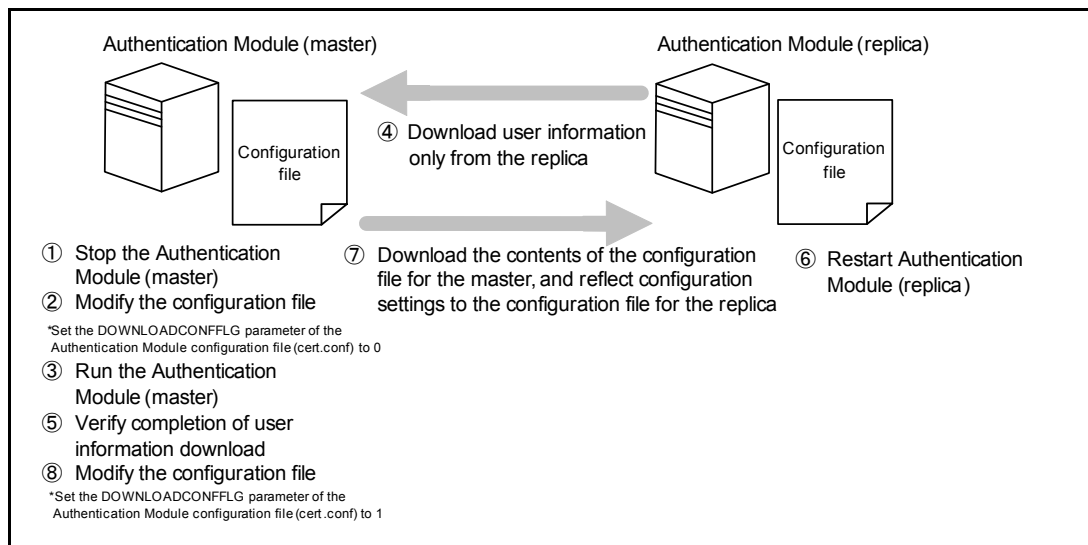 Authentication Module (master)
Authentication Module (replica)
Configuration
file
Configuration
file
④ Download user information
only from the replica
① Stop the Authentication
Module (master)
② Modify the configuration file
*Set the DOWNLOADCONFFLG parameter of the
Authentication Module configuration file (cert.conf) to 0
③ Run the Authentication
Module (master)
⑤ Verify completion of user
information download
⑧ Modify the configuration file
*Set the DOWNLOADCONFFLG parameter of the
Authentication Module configuration file (cert.conf) to 1
⑦ Download the contents of the configuration
file for the master, and reflect configuration
settings to the configuration file for the replica
⑥ Restart Authentication
Module (replica)